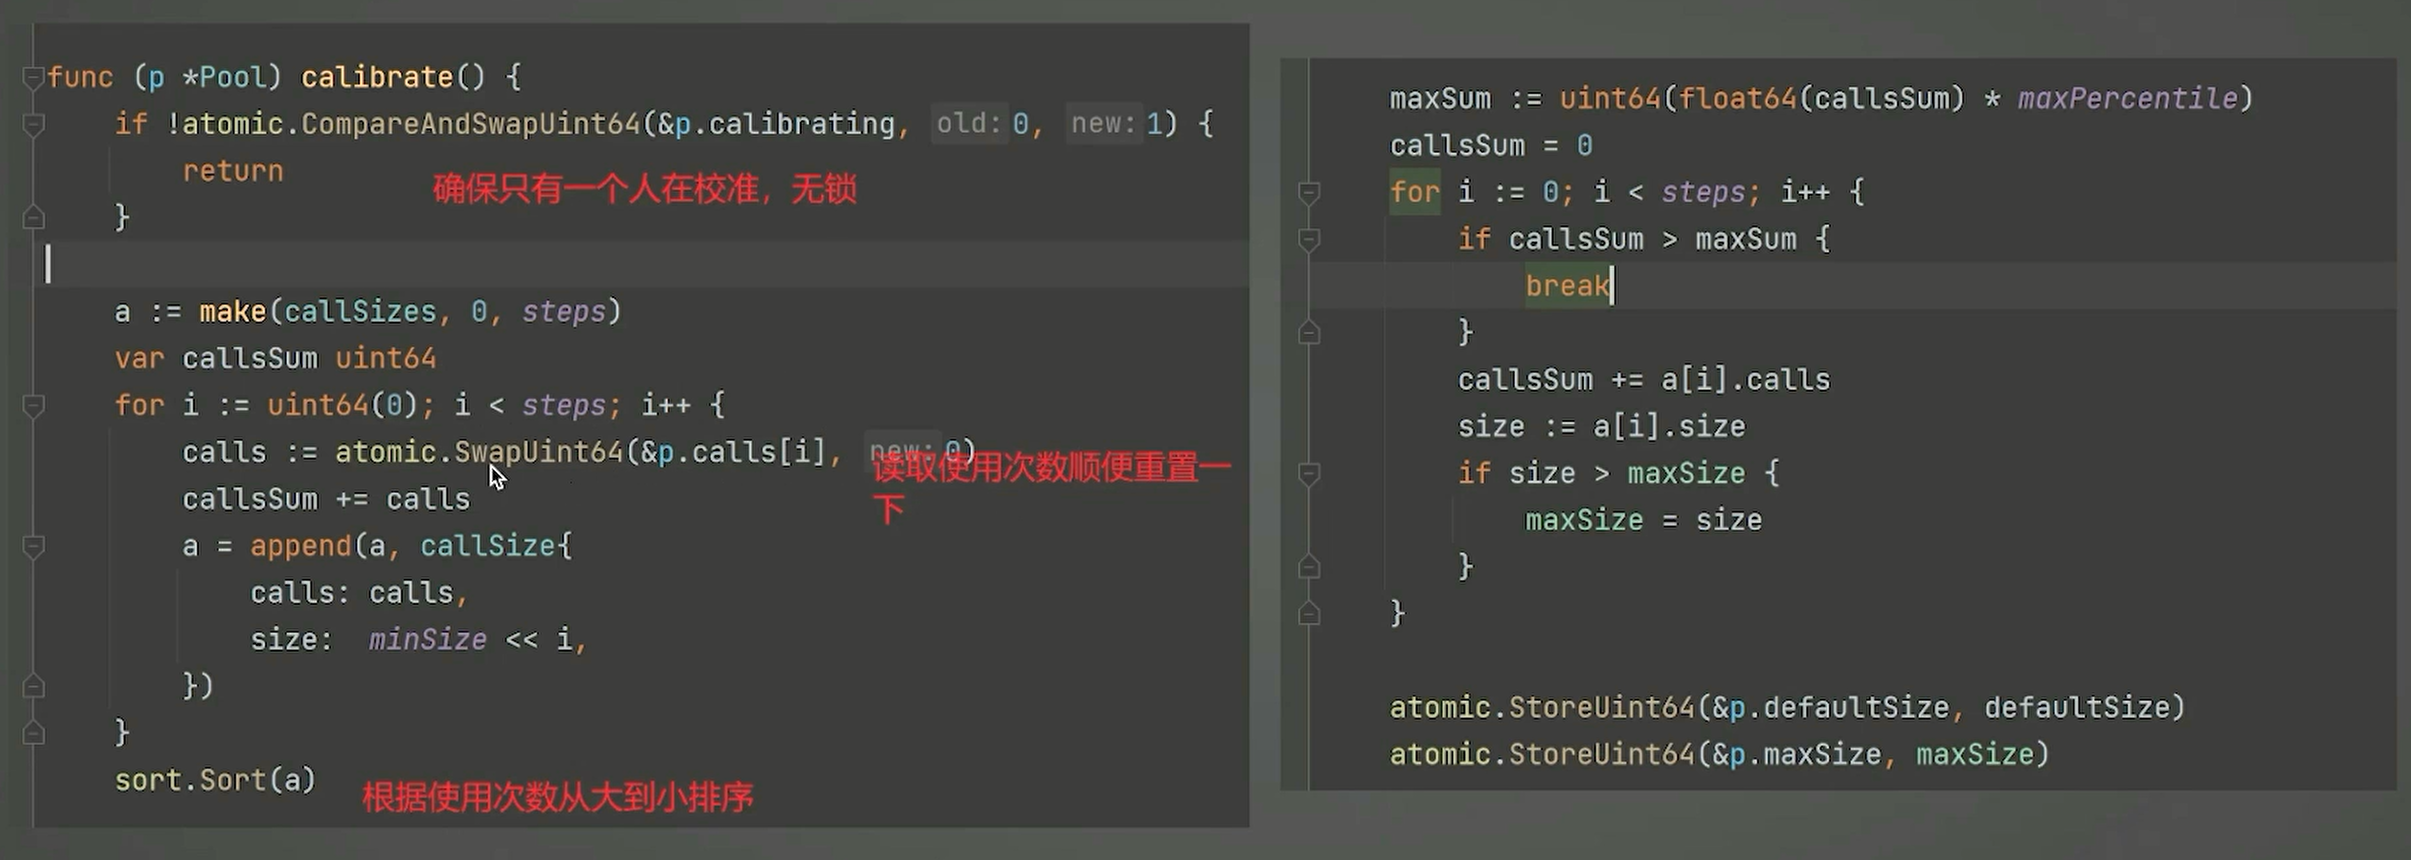 func (p *Pool) calibrate() {
if !atomic.CompareAndSwapUint64(&p.calibrating, old: 0, new: 1) {
return
确保只有一个人在校准，无锁
}
a := make(callSizes, 0, steps)
var callsSum uint64
for i := uint64(0); i < steps; i++ {
calls := atomic.SwapUint64(&p.calls[i], new: 0)
读取使用次数顺便重置一
下
callsSum += calls
a = append(a, callSize{
calls: calls,
size:  minSize << i,
})
}
sort.Sort(a)
根据使用次数从大到小排序
maxSum := uint64(float64(callsSum) * maxPercentile)
callsSum = 0
for i := 0; i < steps; i++ {
if callsSum > maxSum {
break
}
callsSum += a[i].calls
size := a[i].size
if size > maxSize {
maxSize = size
}
}
atomic.StoreUint64(&p.defaultSize, defaultSize)
atomic.StoreUint64(&p.maxSize, maxSize)